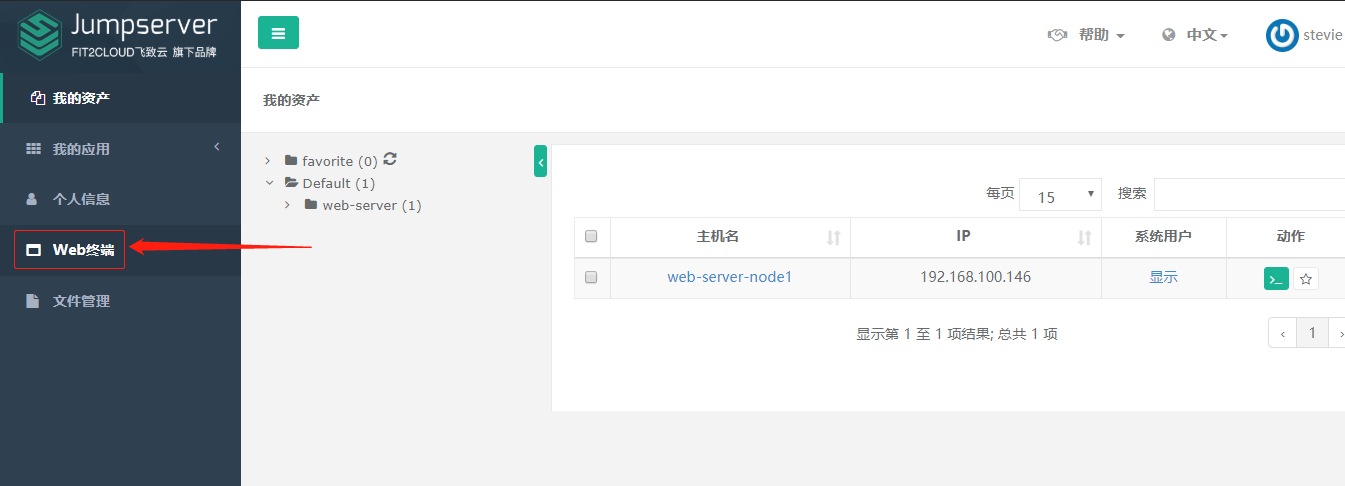 Jumpserver
FIT2CLOUD飞致云 旗下品牌
帮助
中文
stevie
我的资产
我的应用
个人信息
Web终端
文件管理
我的资产
favorite (0)
Default (1)
web-server (1)
每页 15 搜索
主机名 IP 系统用户 动作
web-server-node1 192.168.100.146 显示
显示第 1 至 1 项结果; 总共 1 项
‹ 1 ›